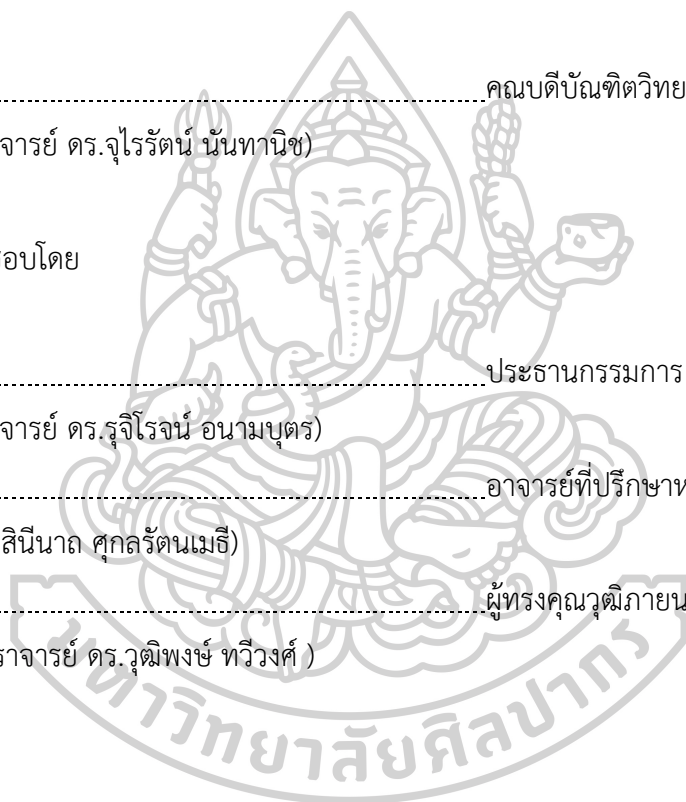 คณบดีบัณฑิตวิทย
จารย์ ดร.จุไรรัตน์ นันทานิช)
อบโดย
ประธานกรรมการ
จารย์ ดร.รุจิโรจน์ อนามบุตร)
อาจารย์ที่ปรึกษาห
สินีนาถ ศุกลรัตนเมธี)
ผู้ทรงคุณวุฒิภายน
ราจารย์ ดร.วุฒิพงษ์ ทวีวงศ์ )
มหาวิทยาลัยศิลปากร